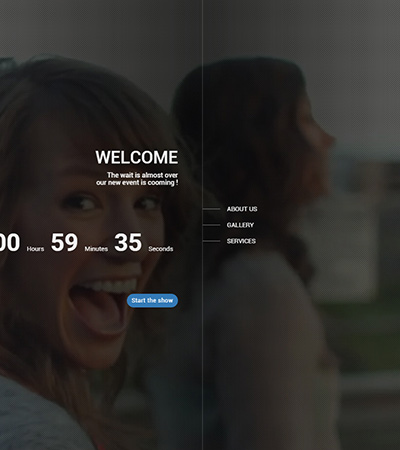 WELCOME
The wait is almost over
our new event is cooming !
00 Hours 59 Minutes 35 Seconds
Start the show
ABOUT US
GALLERY
SERVICES